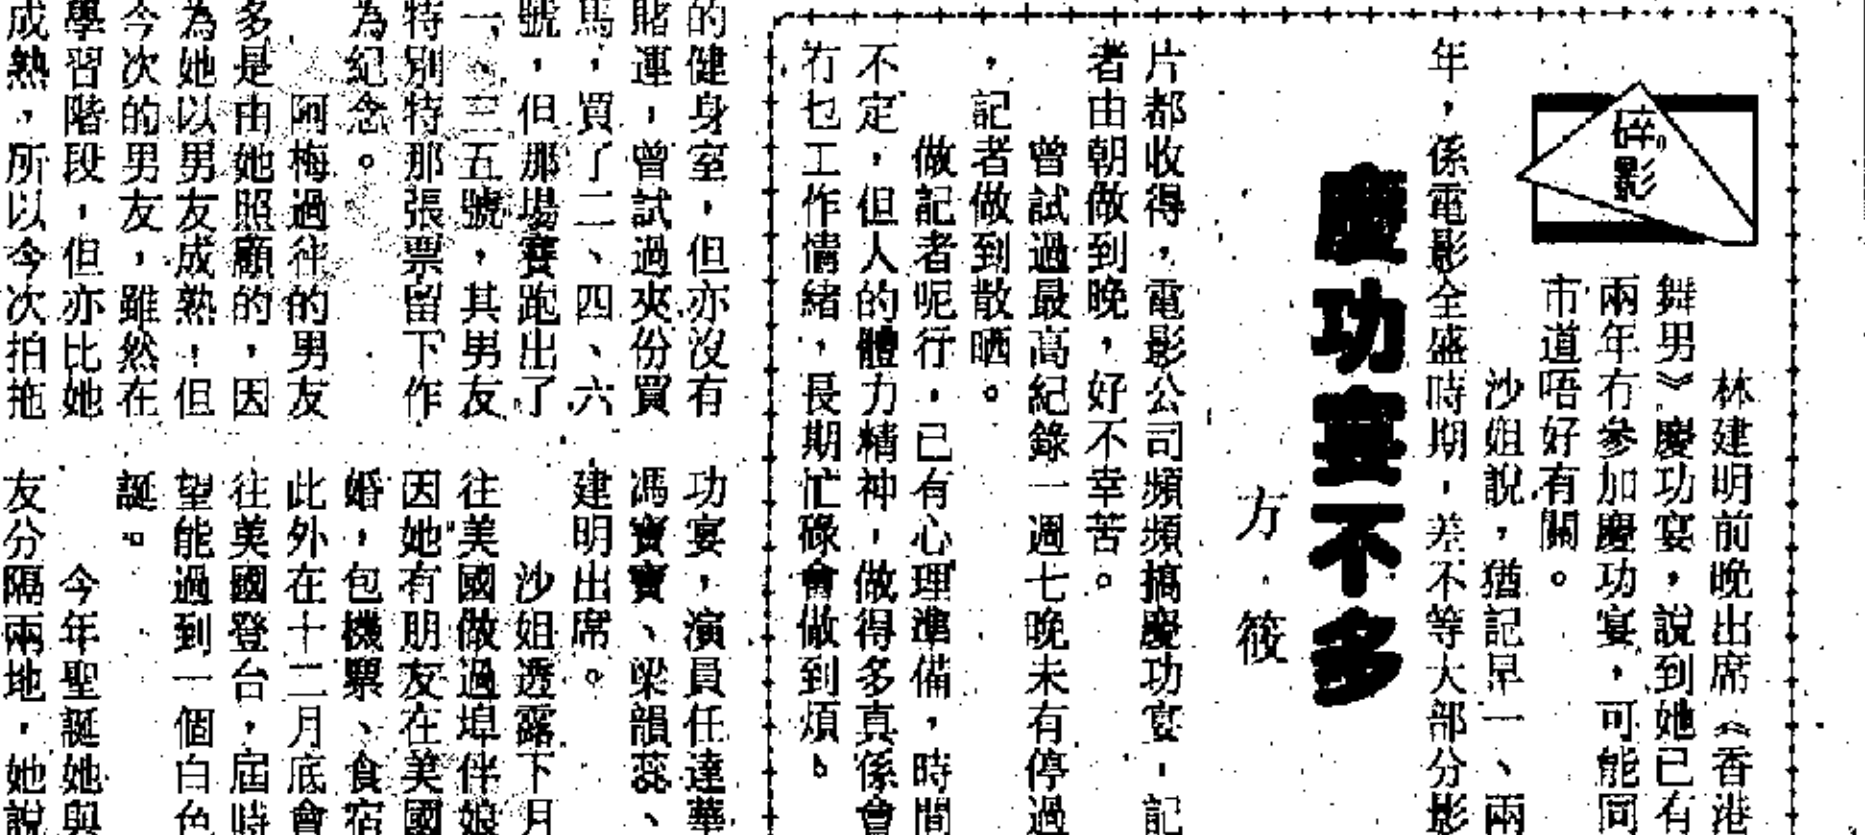 碎影
慶功宴不多
方筱
林建明前晚出席《香港
舞男》慶功宴,說到她已有
兩年冇參加慶功宴,可能同
市道唔好有關。
沙姐說,猶記早一、兩
年,係電影全盛時期,差不等大部分影
片都收得,電影公司頻頻搞慶功宴,記
者由朝做到晚,好不幸苦。
曾試過最高紀錄一週七晚未有停過
,記者做到散晒。
做記者呢行,已有心理準備,時間
不定,但人的體力精神,做得多真係會
冇乜工作情緒,長期忙碌會做到煩。
的健身室,但亦沒有
賭運,曾試過夾份買
馬,買了二、四、六
號,但那場賽跑出了
一、三五號,其男友
特別特那張票留下作
為紀念。
阿梅過往的男友
多是由她照顧的,因
為她以男友成熟!但
今次的男友,雖然在
學習階段,但亦比她
成熟,所以今次拍拖
功宴,演員任達華
馮寶寶、梁韻蕊、
建明出席。
沙姐透露下月
往美國做過埠伴娘
因她有朋友在美國
婚,包機票、食宿
此外在十二月底會
往美國登台,屆時
望能過到一個白色
誕。
今年聖誕她與
友分隔兩地,她說